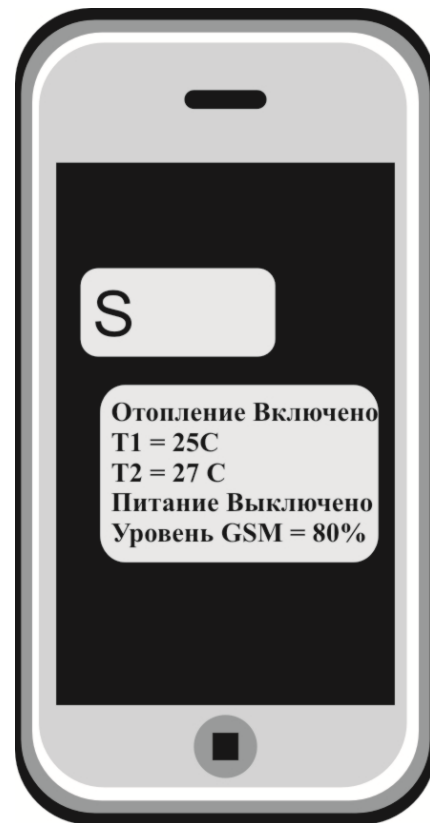 S
Отопление Включено
T1 = 25C
T2 = 27 C
Питание Выключено
Уровень GSM = 80%